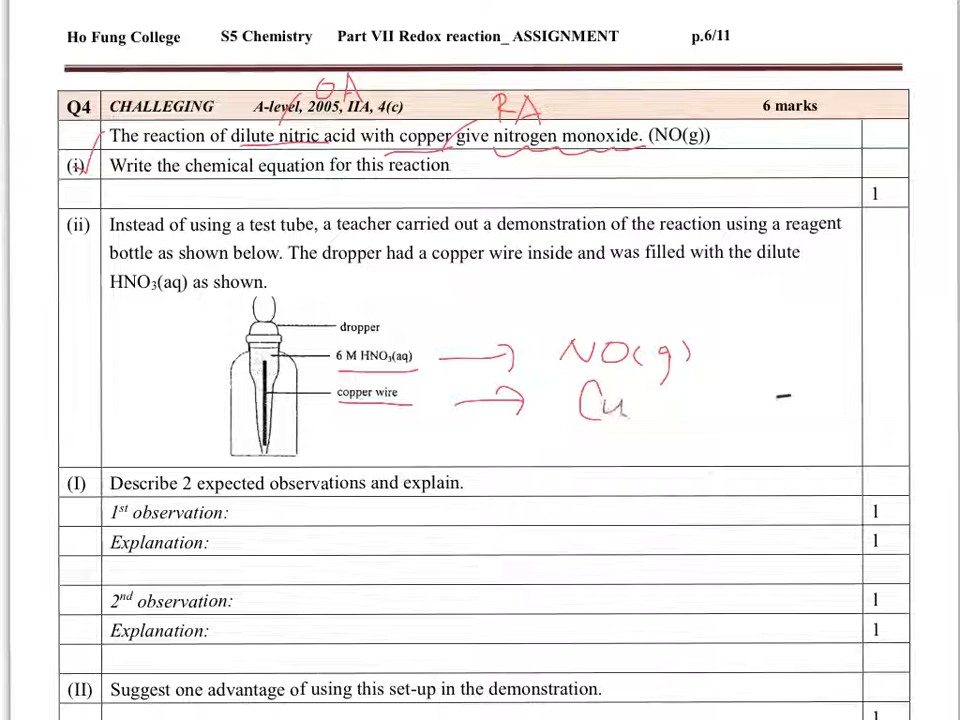 Ho Fung College S5 Chemistry Part VII Redox reaction_ ASSIGNMENT p.6/11
OA
RA
Q4 CHALLEGING A-level, 2005, IIA, 4(c) 6 marks
The reaction of dilute nitric acid with copper give nitrogen monoxide. (NO(g))
(i) Write the chemical equation for this reaction
1
(ii) Instead of using a test tube, a teacher carried out a demonstration of the reaction using a reagent
bottle as shown below. The dropper had a copper wire inside and was filled with the dilute
HNO₃(aq) as shown.
dropper
6 M HNO₃(aq) → NO(g)
copper wire → Cu
(I) Describe 2 expected observations and explain.
1st observation: 1
Explanation: 1
2nd observation: 1
Explanation: 1
(II) Suggest one advantage of using this set-up in the demonstration.
1